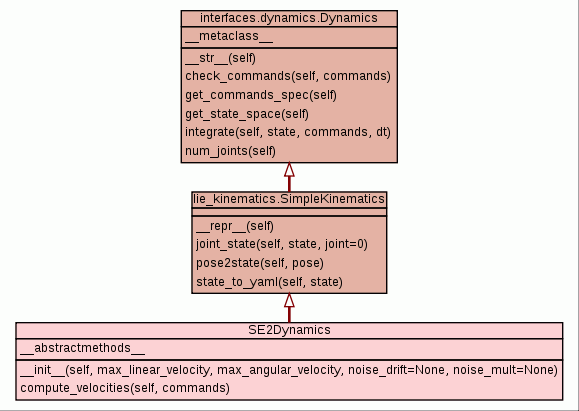 interfaces.dynamics.Dynamics
__metaclass__
__str__(self)
check_commands(self, commands)
get_commands_spec(self)
get_state_space(self)
integrate(self, state, commands, dt)
num_joints(self)
lie_kinematics.SimpleKinematics
__repr__(self)
joint_state(self, state, joint=0)
pose2state(self, pose)
state_to_yaml(self, state)
SE2Dynamics
__abstractmethods__
__init__(self, max_linear_velocity, max_angular_velocity, noise_drift=None, noise_mult=None)
compute_velocities(self, commands)